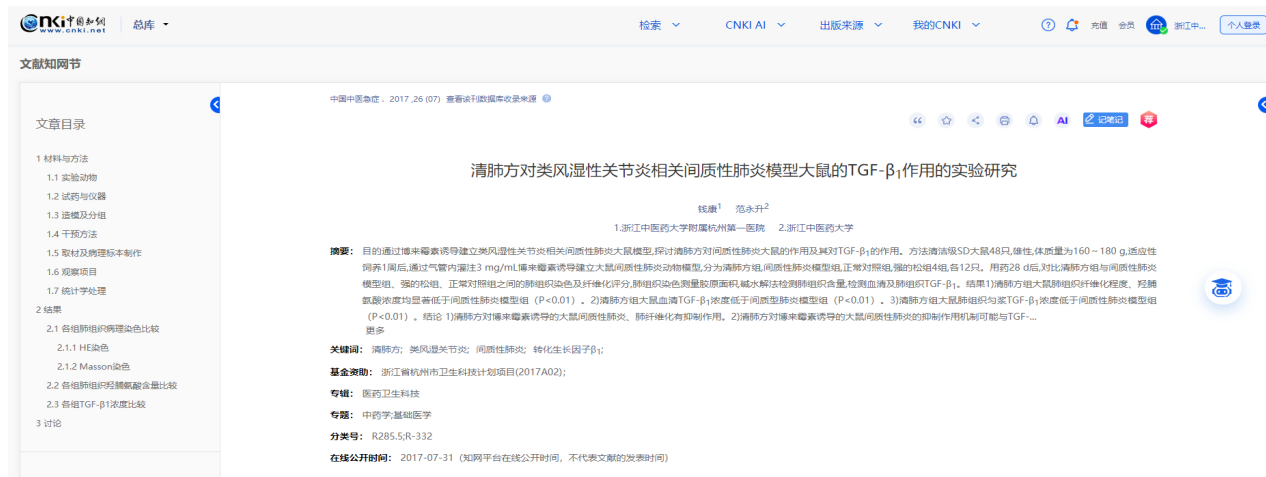 CNKI中国知网
www.cnki.net
总库
检索
CNKI AI
出版来源
我的CNKI
充值
会员
浙江中...
个人登录
文献知网节
文章目录
1 材料与方法
1.1 实验动物
1.2 试药与仪器
1.3 造模及分组
1.4 干预方法
1.5 取材及病理标本制作
1.6 观察项目
1.7 统计学处理
2 结果
2.1 各组肺组织病理染色比较
2.1.1 HE染色
2.1.2 Masson染色
2.2 各组肺组织羟脯氨酸含量比较
2.3 各组TGF-β1浓度比较
3 讨论
中国中医急症 . 2017 ,26 (07) 查看该刊数据库收录来源
AI
记笔记
荐
清肺方对类风湿性关节炎相关间质性肺炎模型大鼠的TGF-β₁作用的实验研究
钱康¹ 范永升²
1.浙江中医药大学附属杭州第一医院 2.浙江中医药大学
摘要： 目的通过博来霉素诱导建立类风湿性关节炎相关间质性肺炎大鼠模型,探讨清肺方对间质性肺炎大鼠的作用及其对TGF-β₁的作用。方法清洁级SD大鼠48只,雄性,体质量为160～180 g,适应性
饲养1周后,通过气管内灌注3 mg/mL博来霉素诱导建立大鼠间质性肺炎动物模型,分为清肺方组,间质性肺炎模型组,正常对照组,强的松组4组,各12只。用药28 d后,对比清肺方组与间质性肺炎
模型组、强的松组、正常对照组之间的肺组织染色及纤维化评分,肺组织染色测量胶原面积,碱水解法检测肺组织含量,检测血清及肺组织TGF-β₁。结果1)清肺方组大鼠肺组织纤维化程度、羟脯
氨酸浓度均显著低于间质性肺炎模型组（P<0.01）。2)清肺方组大鼠血清TGF-β₁浓度低于间质型肺炎模型组（P<0.01）。3)清肺方组大鼠肺组织匀浆TGF-β₁浓度低于间质性肺炎模型组
（P<0.01）。结论 1)清肺方对博来霉素诱导的大鼠间质性肺炎、肺纤维化有抑制作用。2)清肺方对博来霉素诱导的大鼠间质性肺炎的抑制作用机制可能与TGF-...
更多
关键词： 清肺方; 类风湿关节炎; 间质性肺炎; 转化生长因子β₁;
基金资助： 浙江省杭州市卫生科技计划项目(2017A02);
专辑： 医药卫生科技
专题： 中药学;基础医学
分类号： R285.5;R-332
在线公开时间： 2017-07-31（知网平台在线公开时间，不代表文献的发表时间）